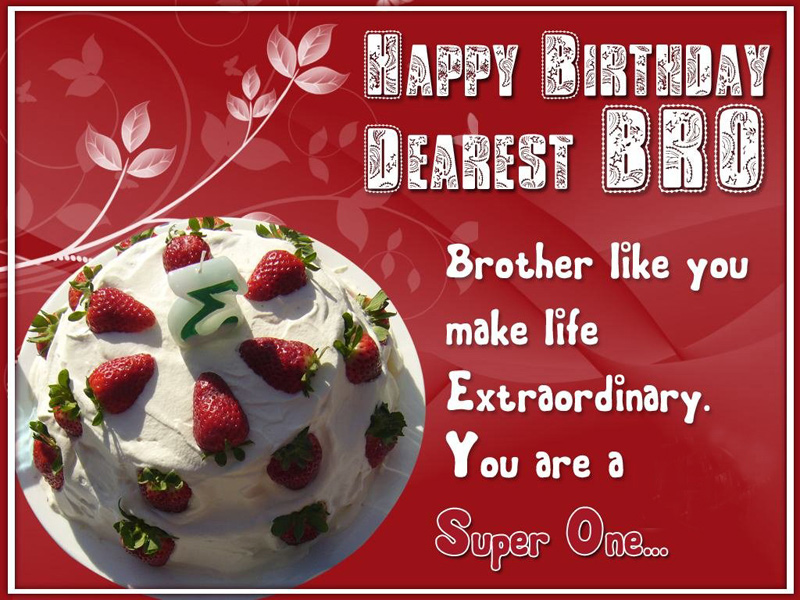 Happy Birthday
Dearest BRO
Brother like you
make life
Extraordinary.
You are a
Super One...